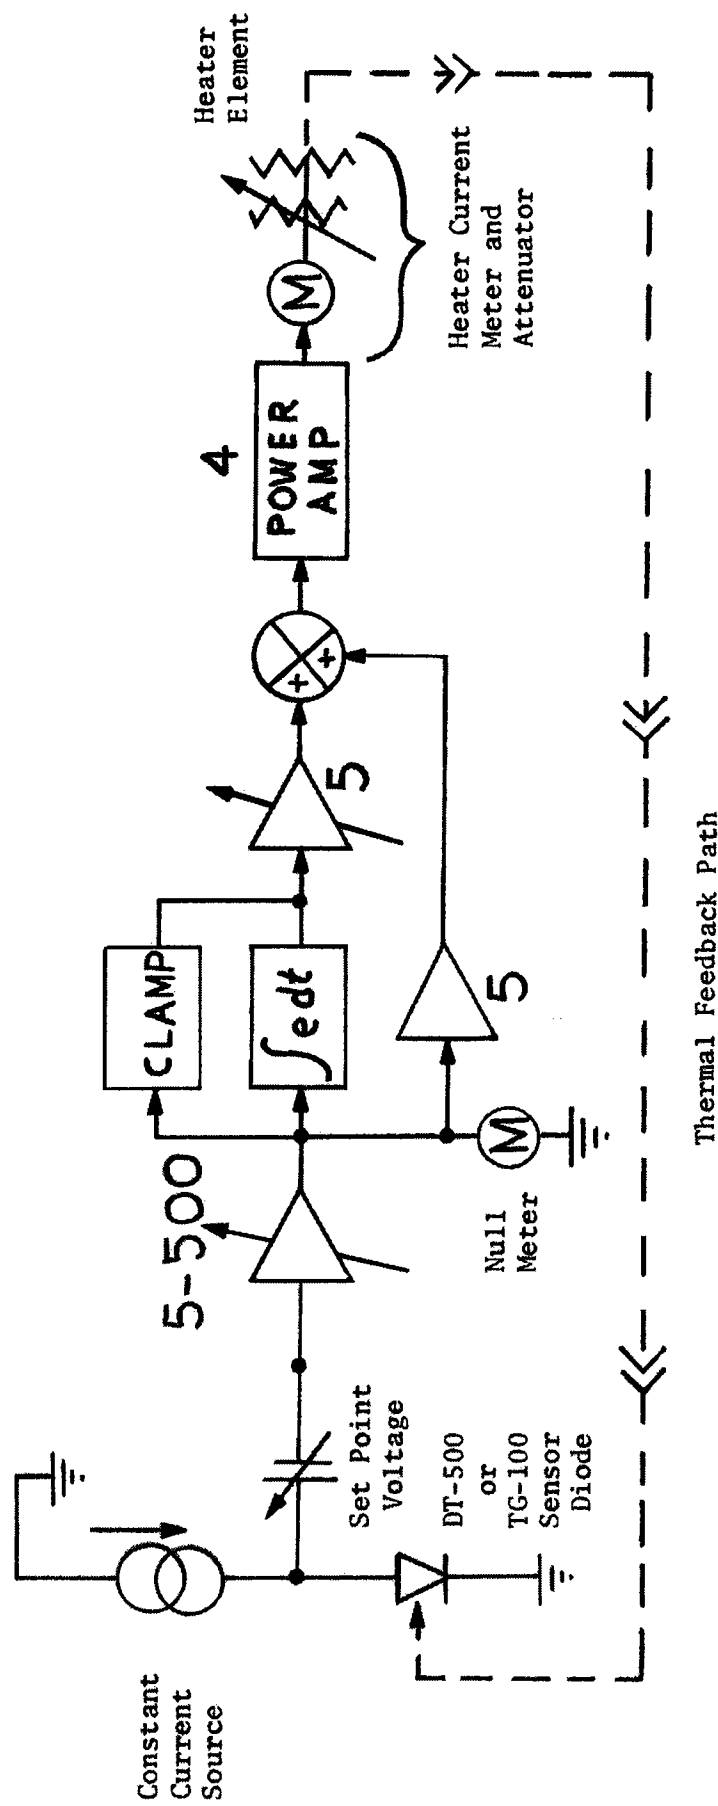 Constant
Current
Source
Set Point
Voltage
DT-500
or
TG-100
Sensor
Diode
5-500
Null
Meter
M
CLAMP
∫edt
5
5
+
+
4
POWER
AMP
M
Heater
Element
Heater Current
Meter and
Attenuator
Thermal Feedback Path